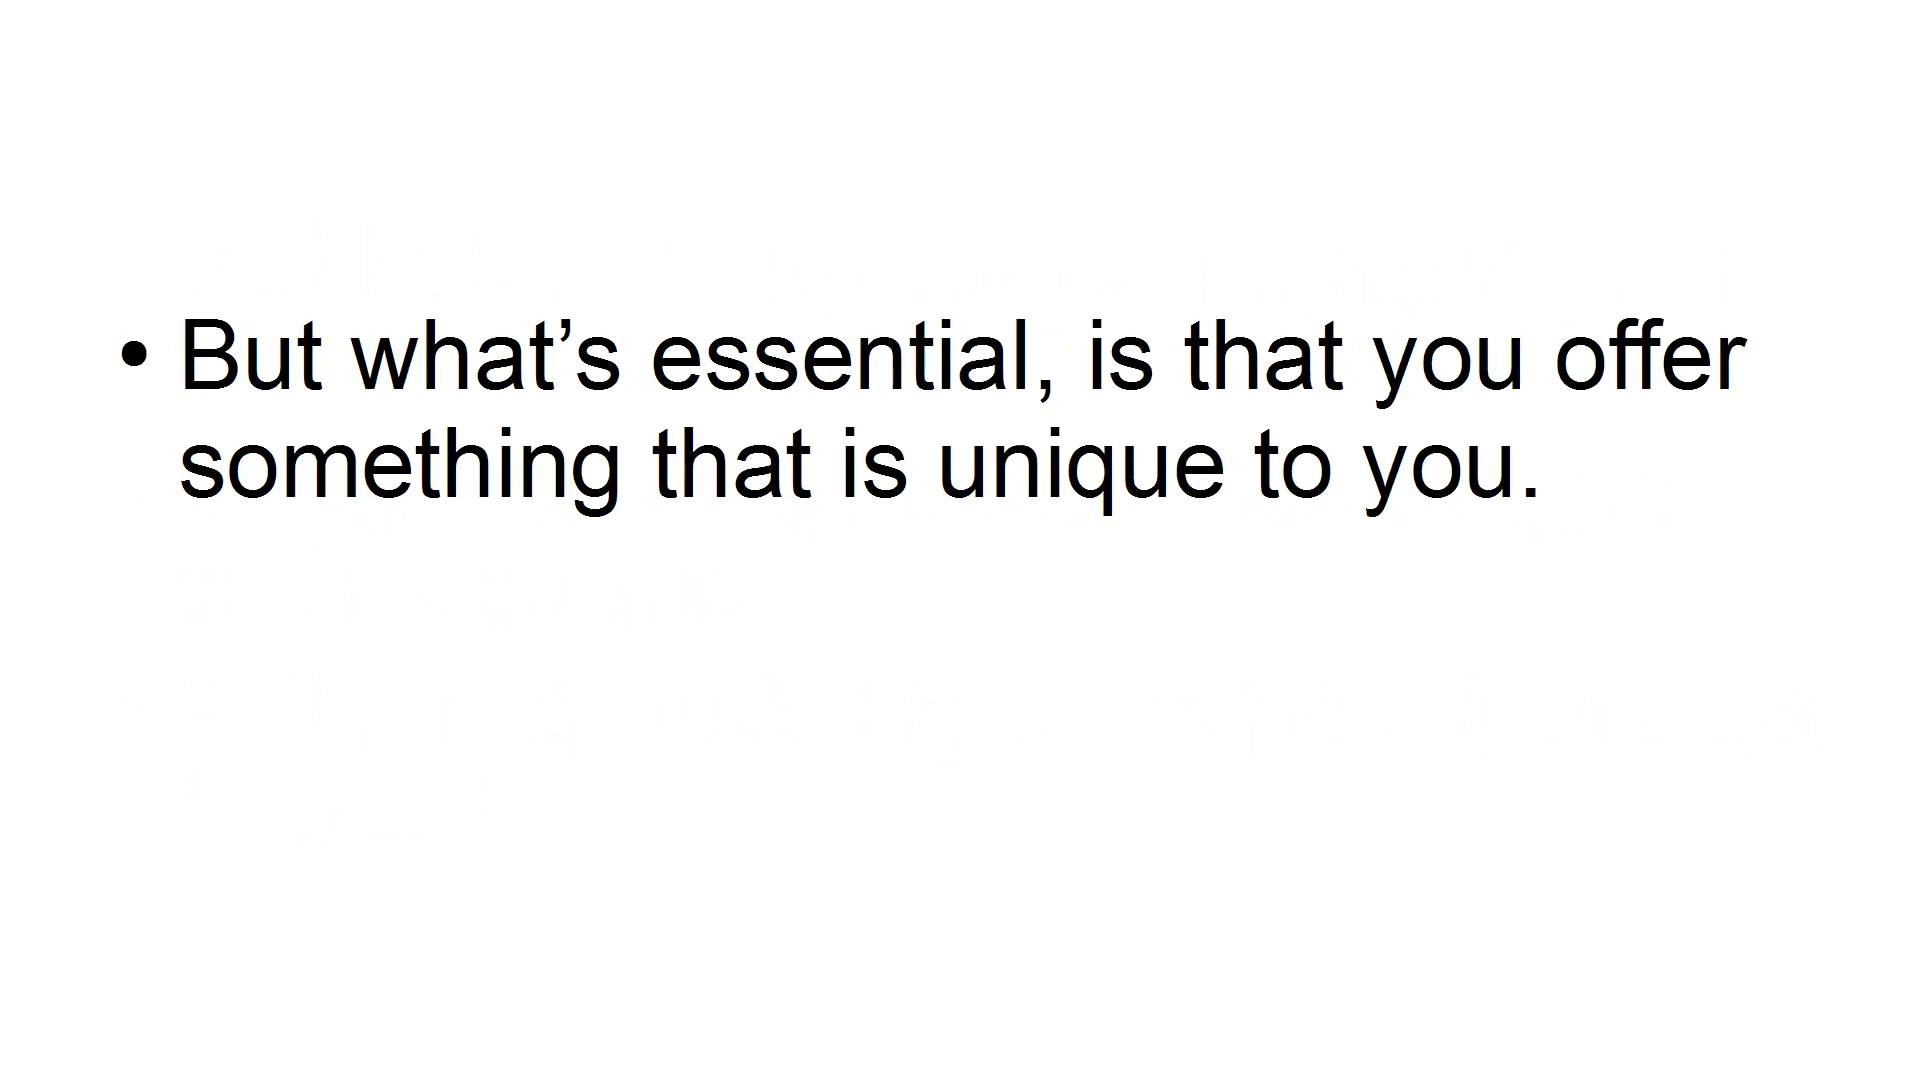 • But what’s essential, is that you offer
something that is unique to you.